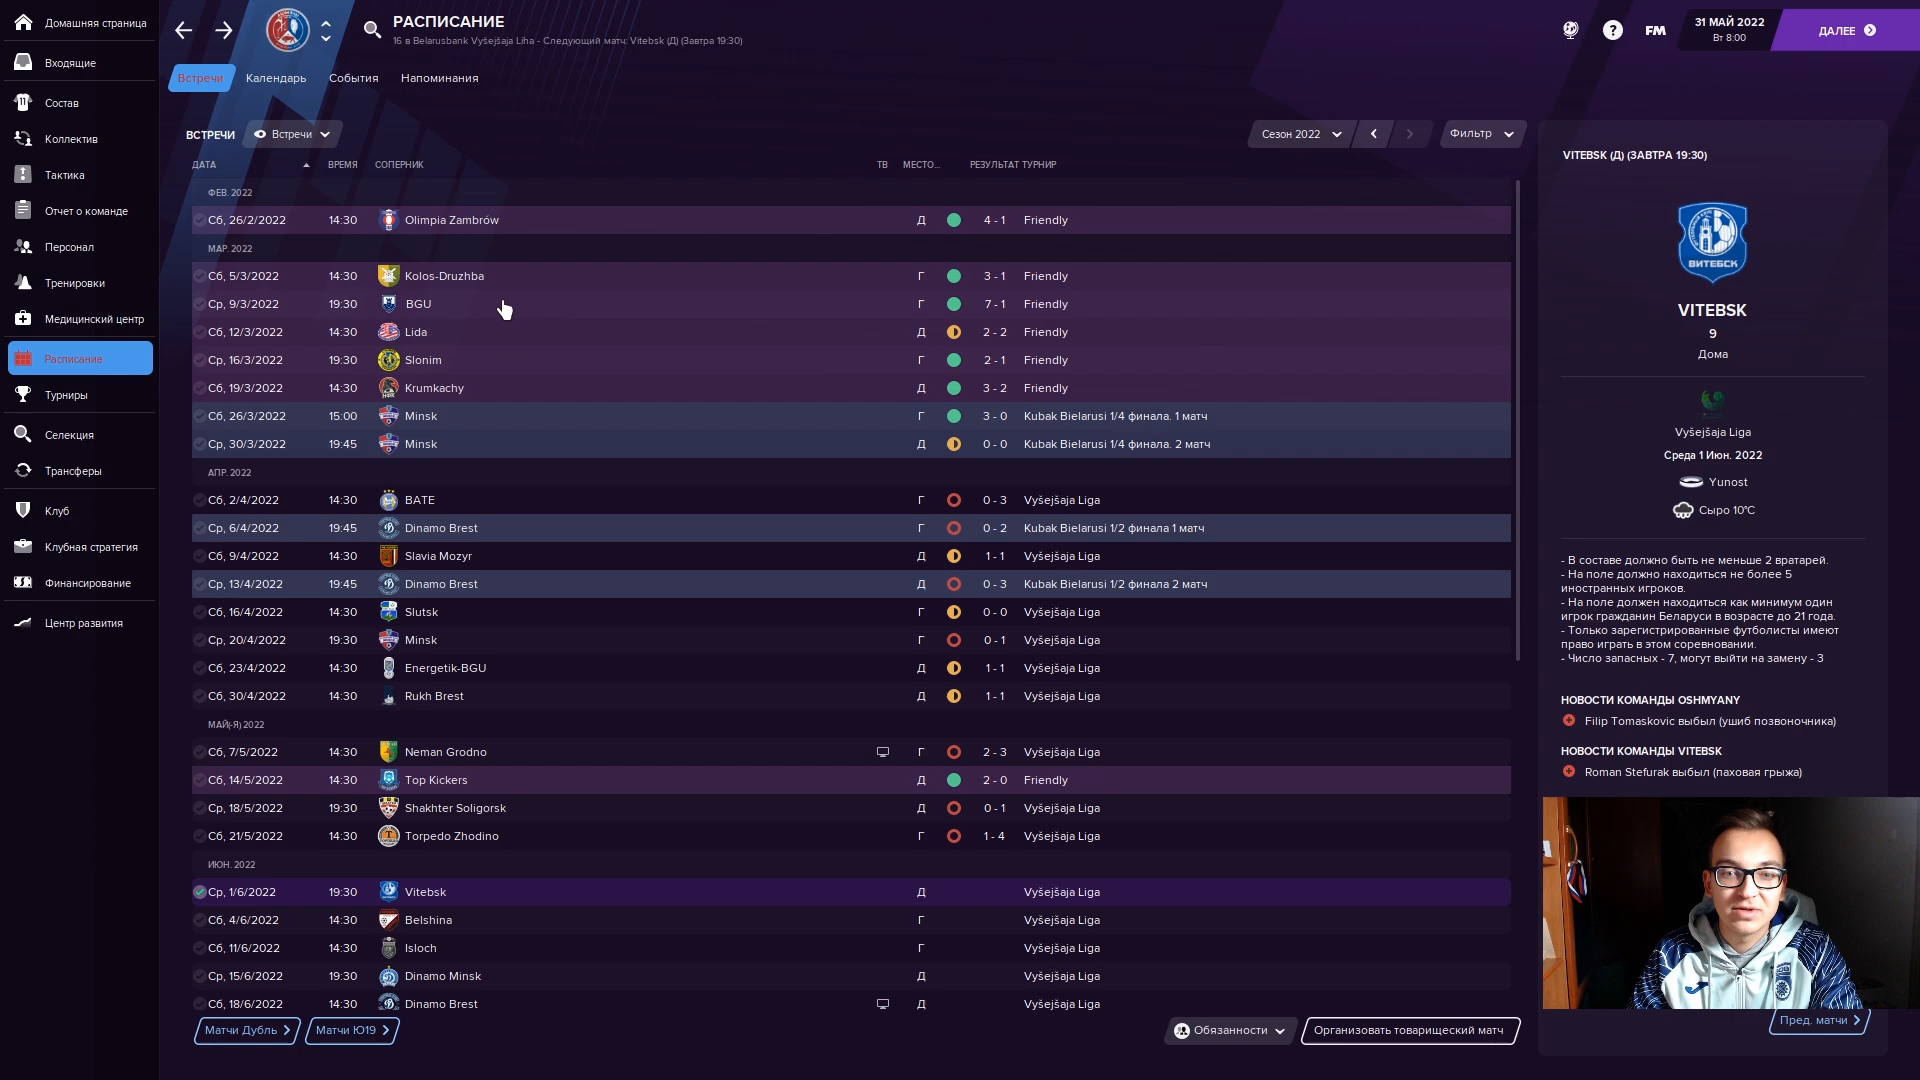 Домашняя страница
Входящие
Состав
Коллектив
Тактика
Отчет о команде
Персонал
Тренировки
Медицинский центр
Расписание
Турниры
Селекция
Трансферы
Клуб
Клубная стратегия
Финансирование
Центр развития
РАСПИСАНИЕ
16 в Belarusbank Vyšejšaja Liha - Следующий матч: Vitebsk (Д) (Завтра 19:30)
FM
31 МАЙ 2022
Вт 8:00
ДАЛЕЕ
Встречи Календарь События Напоминания
ВСТРЕЧИ Встречи Сезон 2022 Фильтр
ДАТА ВРЕМЯ СОПЕРНИК ТВ МЕСТО... РЕЗУЛЬТАТ ТУРНИР
ФЕВ. 2022
Сб, 26/2/2022 14:30 Olimpia Zambrów Д 4 - 1 Friendly
МАР. 2022
Сб, 5/3/2022 14:30 Kolos-Druzhba Г 3 - 1 Friendly
Ср, 9/3/2022 19:30 BGU Г 7 - 1 Friendly
Сб, 12/3/2022 14:30 Lida Д 2 - 2 Friendly
Ср, 16/3/2022 19:30 Slonim Г 2 - 1 Friendly
Сб, 19/3/2022 14:30 Krumkachy Д 3 - 2 Friendly
Сб, 26/3/2022 15:00 Minsk Г 3 - 0 Kubak Bielarusi 1/4 финала. 1 матч
Ср, 30/3/2022 19:45 Minsk Д 0 - 0 Kubak Bielarusi 1/4 финала. 2 матч
АПР. 2022
Сб, 2/4/2022 14:30 BATE Г 0 - 3 Vyšejšaja Liga
Ср, 6/4/2022 19:45 Dinamo Brest Г 0 - 2 Kubak Bielarusi 1/2 финала 1 матч
Сб, 9/4/2022 14:30 Slavia Mozyr Д 1 - 1 Vyšejšaja Liga
Ср, 13/4/2022 19:45 Dinamo Brest Д 0 - 3 Kubak Bielarusi 1/2 финала 2 матч
Сб, 16/4/2022 14:30 Slutsk Г 0 - 0 Vyšejšaja Liga
Ср, 20/4/2022 19:30 Minsk Г 0 - 1 Vyšejšaja Liga
Сб, 23/4/2022 14:30 Energetik-BGU Д 1 - 1 Vyšejšaja Liga
Сб, 30/4/2022 14:30 Rukh Brest Д 1 - 1 Vyšejšaja Liga
МАЙ(-Я) 2022
Сб, 7/5/2022 14:30 Neman Grodno Г 2 - 3 Vyšejšaja Liga
Сб, 14/5/2022 14:30 Top Kickers Д 2 - 0 Friendly
Ср, 18/5/2022 19:30 Shakhter Soligorsk Д 0 - 1 Vyšejšaja Liga
Сб, 21/5/2022 14:30 Torpedo Zhodino Г 1 - 4 Vyšejšaja Liga
ИЮН. 2022
Ср, 1/6/2022 19:30 Vitebsk Д Vyšejšaja Liga
Сб, 4/6/2022 14:30 Belshina Г Vyšejšaja Liga
Сб, 11/6/2022 14:30 Isloch Г Vyšejšaja Liga
Ср, 15/6/2022 19:30 Dinamo Minsk Д Vyšejšaja Liga
Сб, 18/6/2022 14:30 Dinamo Brest Д Vyšejšaja Liga
Матчи Дубль Матчи Ю19 Обязанности Организовать товарищеский матч
VITEBSK (Д) (ЗАВТРА 19:30)
ВИТЕБСК
VITEBSK
9
Дома
Vyšejšaja Liga
Среда 1 Июн. 2022
Yunost
Сыро 10°C
- В составе должно быть не меньше 2 вратарей.
- На поле должно находиться не более 5
иностранных игроков.
- На поле должен находиться как минимум один
игрок гражданин Беларуси в возрасте до 21 года.
- Только зарегистрированные футболисты имеют
право играть в этом соревновании.
- Число запасных - 7, могут выйти на замену - 3
НОВОСТИ КОМАНДЫ OSHMYANY
Filip Tomaskovic выбыл (ушиб позвоночника)
НОВОСТИ КОМАНДЫ VITEBSK
Roman Stefurak выбыл (паховая грыжа)
Пред. матчи